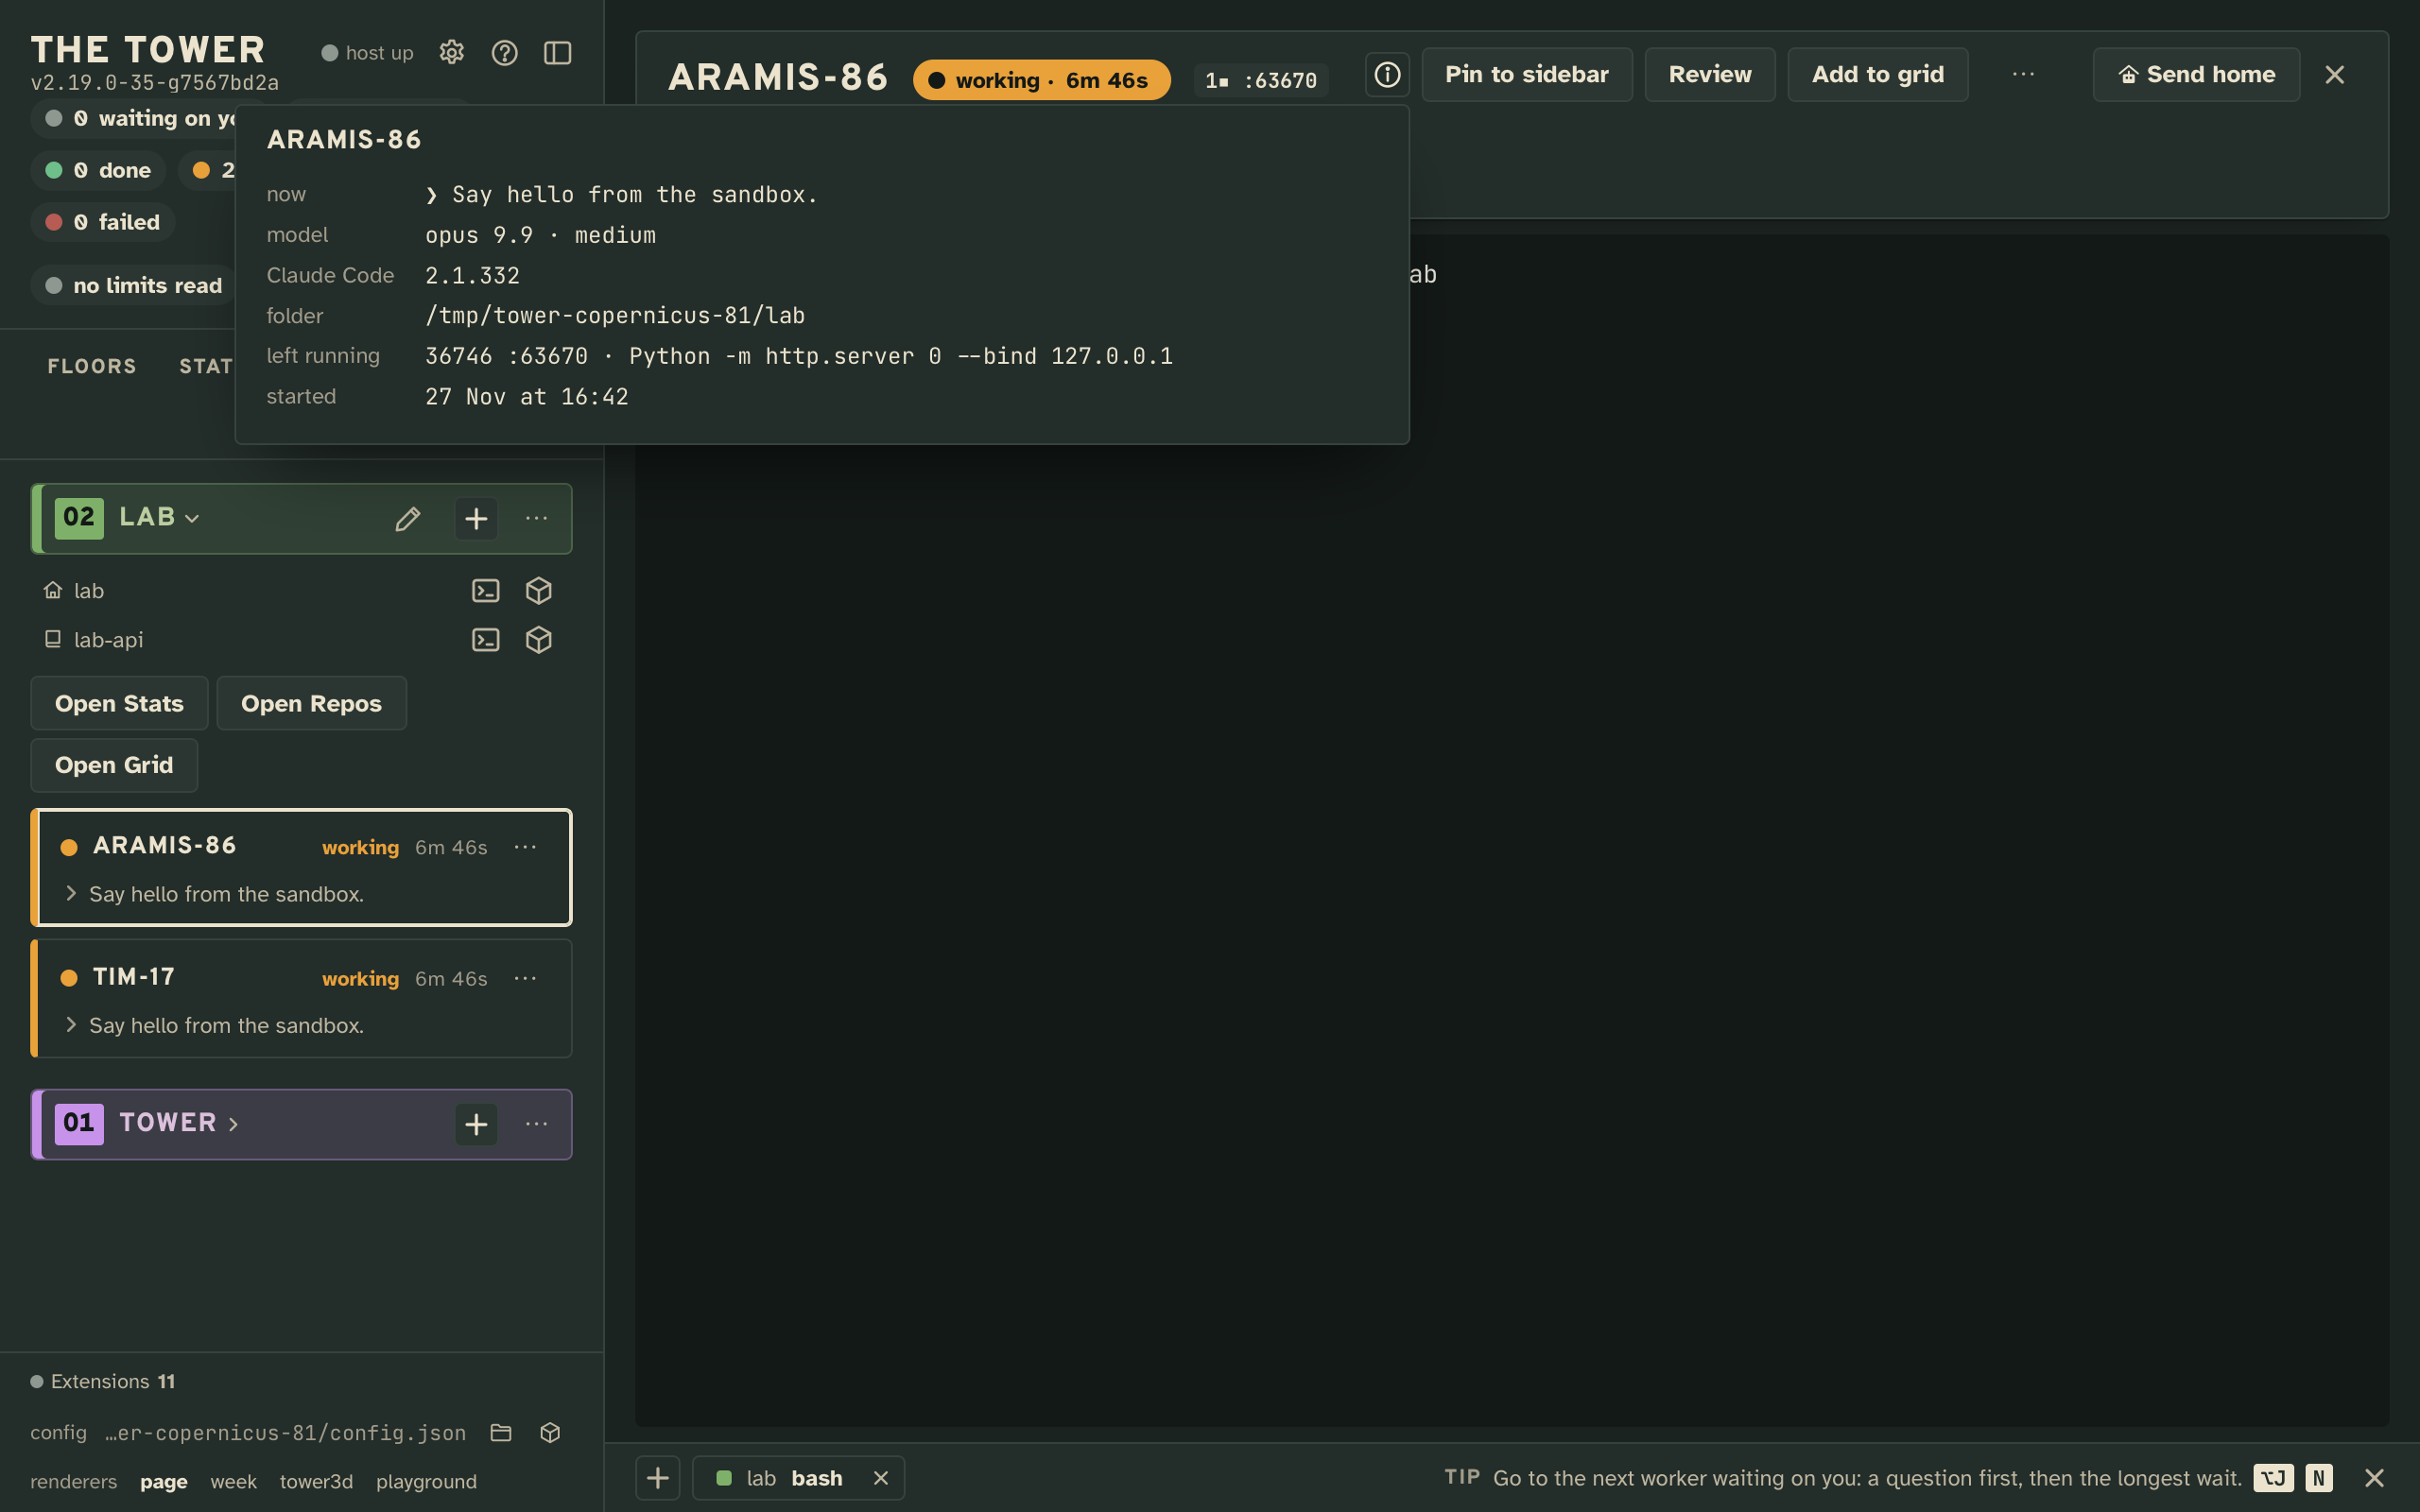 THE TOWER
host up
v2.19.0-35-g7567bd2a
0 waiting on yo
0 done
2
0 failed
no limits read
FLOORS STAT
02 LAB
lab
lab-api
Open Stats
Open Repos
Open Grid
ARAMIS-86 working 6m 46s ···
Say hello from the sandbox.
TIM-17 working 6m 46s ···
Say hello from the sandbox.
01 TOWER
Extensions 11
config …er-copernicus-81/config.json
renderers page week tower3d playground
ARAMIS-86 working · 6m 46s 1▪ :63670 Pin to sidebar Review Add to grid ··· Send home
ARAMIS-86
now ❯ Say hello from the sandbox.
model opus 9.9 · medium
Claude Code 2.1.332
folder /tmp/tower-copernicus-81/lab
left running 36746 :63670 · Python -m http.server 0 --bind 127.0.0.1
started 27 Nov at 16:42
ab
lab bash
TIP Go to the next worker waiting on you: a question first, then the longest wait. ⌥J N